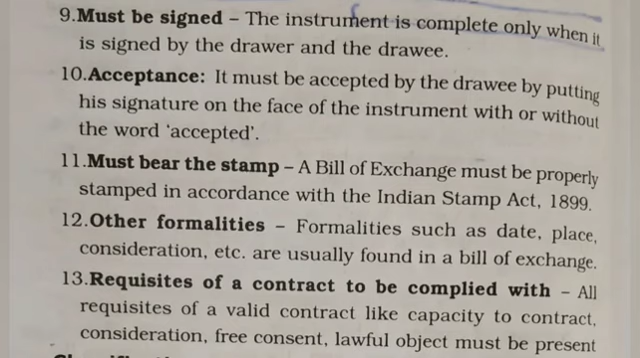 9.Must be signed – The instrument is complete only when it
is signed by the drawer and the drawee.
10.Acceptance: It must be accepted by the drawee by putting
his signature on the face of the instrument with or without
the word ‘accepted’.
11.Must bear the stamp – A Bill of Exchange must be properly
stamped in accordance with the Indian Stamp Act, 1899.
12.Other formalities – Formalities such as date, place,
consideration, etc. are usually found in a bill of exchange.
13.Requisites of a contract to be complied with – All
requisites of a valid contract like capacity to contract,
consideration, free consent, lawful object must be present